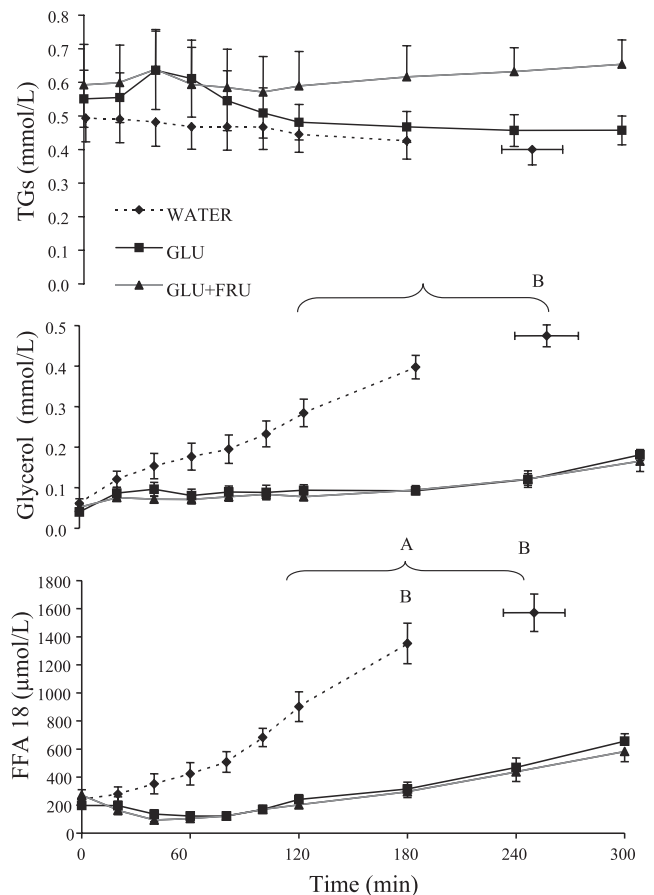 0.8
0.7
0.6
0.5
0.4
0.3
0.2
0.1
0.0
TGs (mmol/L)
WATER
GLU
GLU+FRU
B
0.5
0.4
0.3
0.2
0.1
0.0
Glycerol (mmol/L)
A
B
B
1800
1600
1400
1200
1000
800
600
400
200
0
FFA 18 (µmol/L)
0
60
120
180
240
300
Time (min)